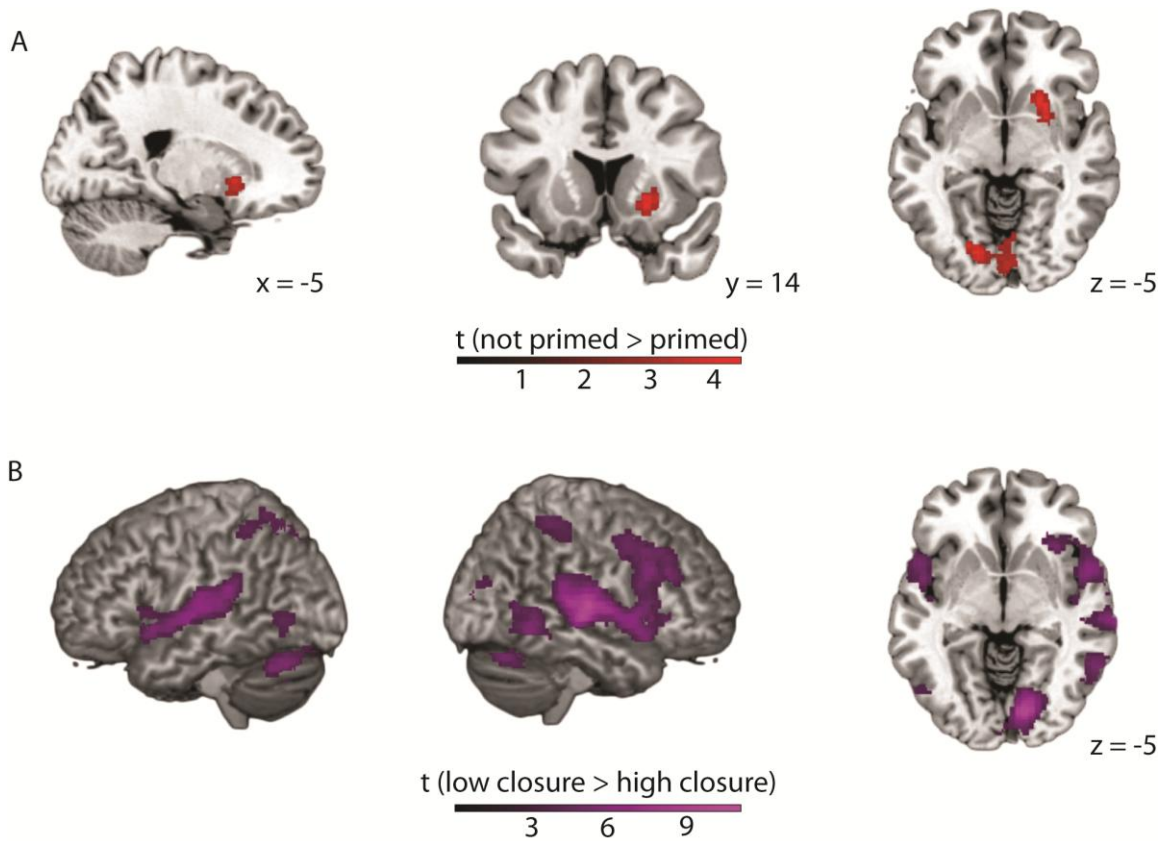 A
x = -5
y = 14
z = -5
t (not primed > primed)
1 2 3 4
B
z = -5
t (low closure > high closure)
3 6 9